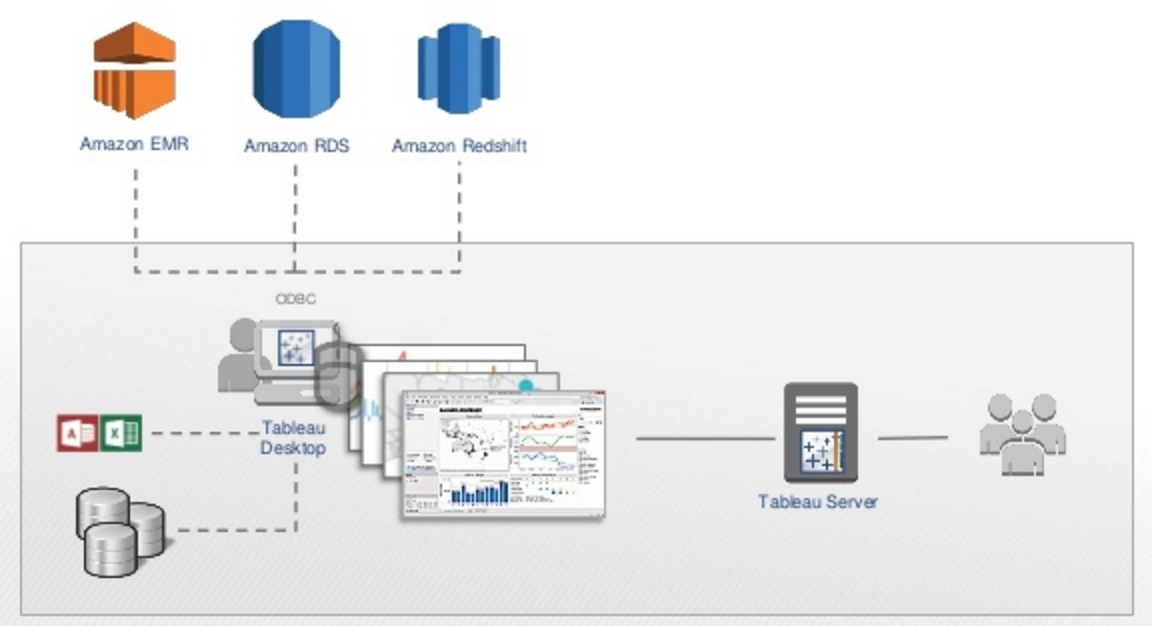 Amazon EMR
Amazon RDS
Amazon Redshift
ODBC
A
X
Tableau
Desktop
Tableau Server